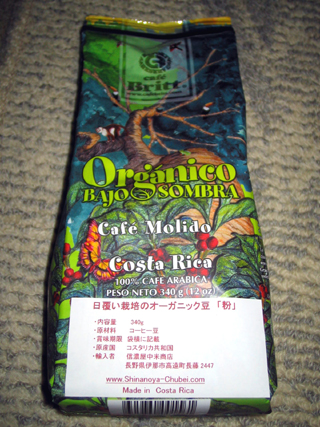 café
Britt.
Orgánico
BAJO SOMBRA
Café Molido
Costa Rica
100% CAFE ARABICA
PESO NETO 340 g (12 oz)
日覆い栽培のオーガニック豆 「粉」
・内容量 340g
・原材料 コーヒー豆
・賞味期限 袋横に記載
・原産国 コスタリカ共和国
・輸入者 信濃屋中末商店
長野県伊那市高遠町長藤 2447
www.Shinanoya-Chubei.com
Made in Costa Rica